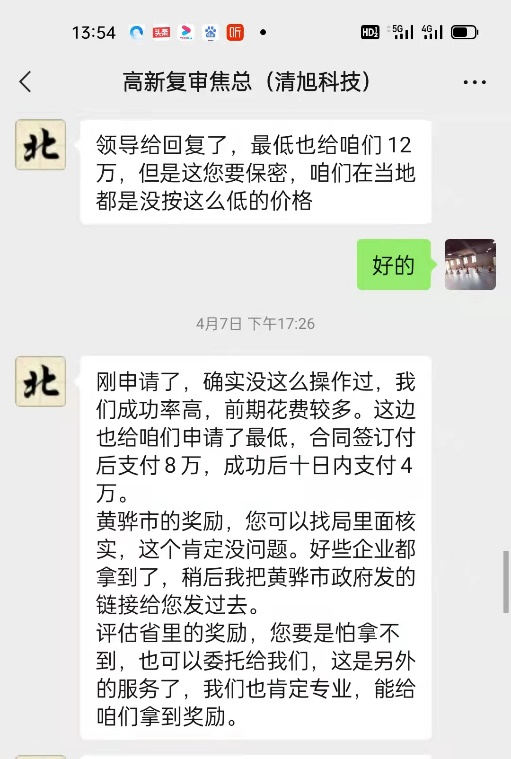 13:54
头条
听
HD
5G
4G
高新复审焦总（清旭科技）
北
领导给回复了，最低也给咱们 12
万，但是这您要保密，咱们在当地
都是没按这么低的价格
好的
4月7日 下午17:26
北
刚申请了，确实没这么操作过，我
们成功率高，前期花费较多。这边
也给咱们申请了最低，合同签订付
后支付 8 万，成功后十日内支付 4
万。
黄骅市的奖励，您可以找局里面核
实，这个肯定没问题。好些企业都
拿到了，稍后我把黄骅市政府发的
链接给您发过去。
评估省里的奖励，您要是怕拿不
到，也可以委托给我们，这是另外
的服务了，我们也肯定专业，能给
咱们拿到奖励。